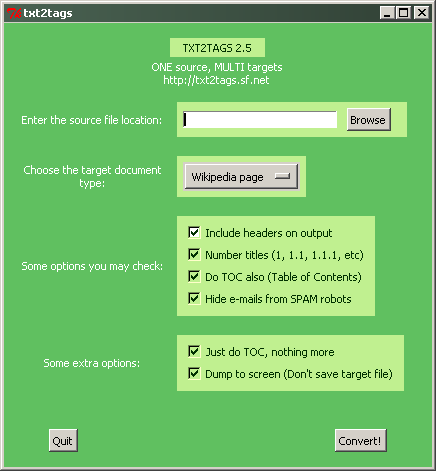 txt2tags
TXT2TAGS 2.5
ONE source, MULTI targets
http://txt2tags.sf.net
Enter the source file location:
Browse
Choose the target document
type:
Wikipedia page
Some options you may check:
Include headers on output
Number titles (1, 1.1, 1.1.1, etc)
Do TOC also (Table of Contents)
Hide e-mails from SPAM robots
Some extra options:
Just do TOC, nothing more
Dump to screen (Don't save target file)
Quit
Convert!